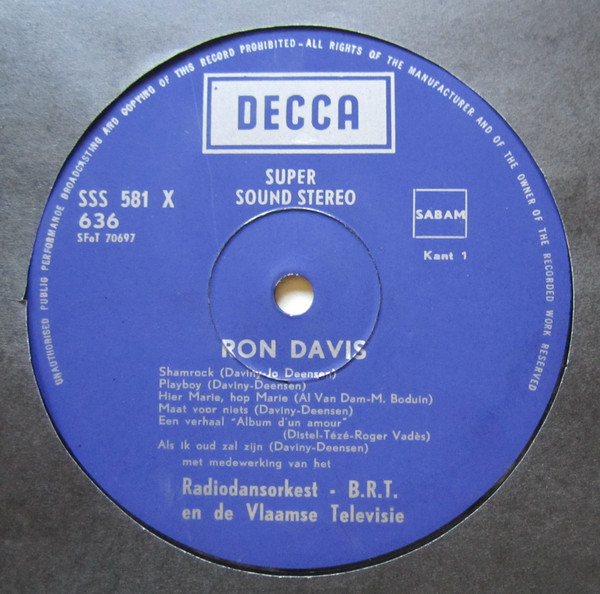 UNAUTHORISED PUBLIC PERFORMANCE BROADCASTING AND COPYING OF THIS RECORD PROHIBITED - ALL RIGHTS OF THE MANUFACTURER AND OF THE OWNER OF THE RECORDED WORK RESERVED
DECCA
SUPER
SOUND STEREO
SSS 581 X
636
SFoT 70697
SABAM
Kant 1
RON DAVIS
Shamrock (Daviny-Jo Deensen)
Playboy (Daviny-Deensen)
Hier Marie, hop Marie (Al Van Dam-M. Boduin)
Maat voor niets (Daviny-Deensen)
Een verhaal "Album d'un amour"
(Distel-Tézé-Roger Vadès)
Als ik oud zal zijn (Daviny-Deensen)
met medewerking van het
Radiodansorkest - B.R.T.
en de Vlaamse Televisie